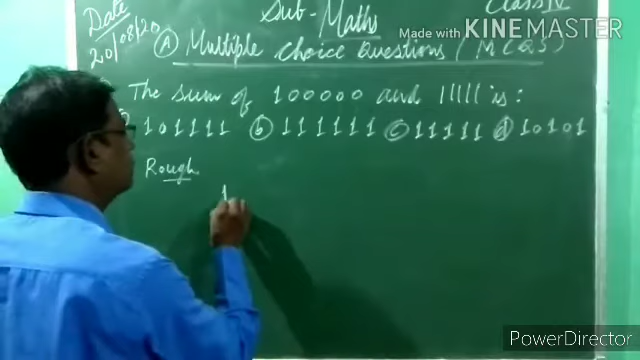 Date
20/08/20
Sub-Maths
Class IV
Made with KINEMASTER
(A) Multiple Choice Questions (MCQS)
The sum of 100000 and 11111 is:
101111 (b) 111111 (c) 11111 (d) 10101
Rough
1
PowerDirector